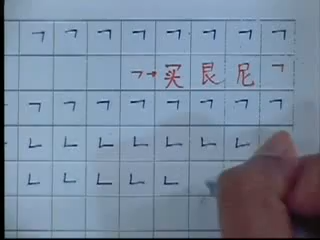 ㇕ ㇕ ㇕ ㇕ ㇕ ㇕ ㇕ ㇕
㇕→买 艮 尼 ㇕
㇕ ㇕ ㇕ ㇕ ㇕ ㇕ ㇕ ㇕
㇗ ㇗ ㇗ ㇗ ㇗ ㇗ ㇗
㇗ ㇗ ㇗ ㇗ ㇗